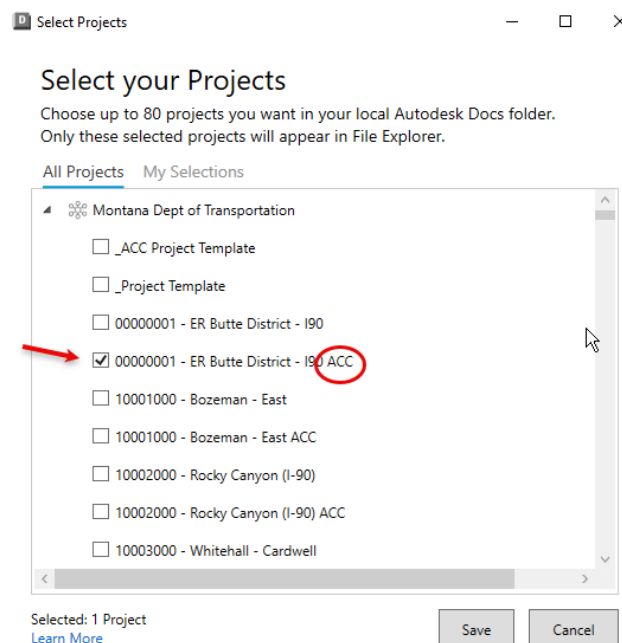 D Select Projects
Select your Projects
Choose up to 80 projects you want in your local Autodesk Docs folder.
Only these selected projects will appear in File Explorer.
All Projects My Selections
Montana Dept of Transportation
_ACC Project Template
_Project Template
00000001 - ER Butte District - I90
00000001 - ER Butte District - I90 ACC
10001000 - Bozeman - East
10001000 - Bozeman - East ACC
10002000 - Rocky Canyon (I-90)
10002000 - Rocky Canyon (I-90) ACC
10003000 - Whitehall - Cardwell
Selected: 1 Project
Learn More
Save Cancel